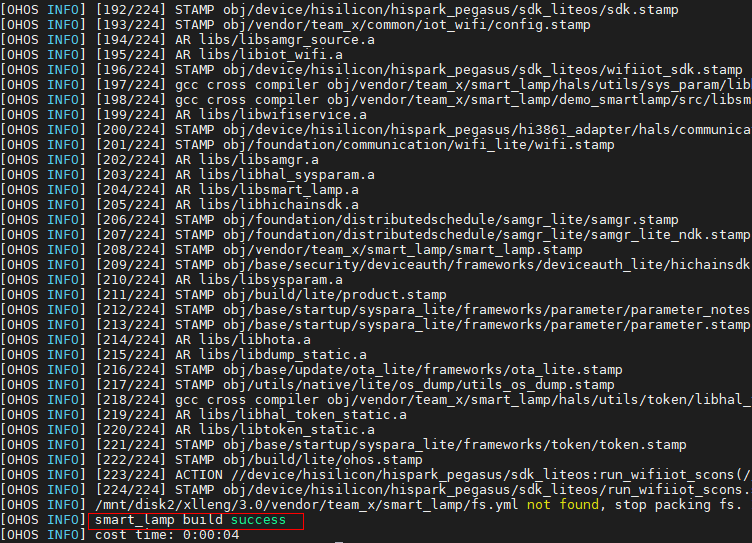 [OHOS INFO] [192/224] STAMP obj/device/hisilicon/hispark_pegasus/sdk_liteos/sdk.stamp
[OHOS INFO] [193/224] STAMP obj/vendor/team_x/common/iot_wifi/config.stamp
[OHOS INFO] [194/224] AR libs/libsamgr_source.a
[OHOS INFO] [195/224] AR libs/libiot_wifi.a
[OHOS INFO] [196/224] STAMP obj/device/hisilicon/hispark_pegasus/sdk_liteos/wifiiot_sdk.stamp
[OHOS INFO] [197/224] gcc cross compiler obj/vendor/team_x/smart_lamp/hals/utils/sys_param/lib
[OHOS INFO] [198/224] gcc cross compiler obj/vendor/team_x/smart_lamp/demo_smartlamp/src/libsm
[OHOS INFO] [199/224] AR libs/libwifiservice.a
[OHOS INFO] [200/224] STAMP obj/device/hisilicon/hispark_pegasus/hi3861_adapter/hals/communica
[OHOS INFO] [201/224] STAMP obj/foundation/communication/wifi_lite/wifi.stamp
[OHOS INFO] [202/224] AR libs/libsamgr.a
[OHOS INFO] [203/224] AR libs/libhal_sysparam.a
[OHOS INFO] [204/224] AR libs/libsmart_lamp.a
[OHOS INFO] [205/224] AR libs/libhichainsdk.a
[OHOS INFO] [206/224] STAMP obj/foundation/distributedschedule/samgr_lite/samgr.stamp
[OHOS INFO] [207/224] STAMP obj/foundation/distributedschedule/samgr_lite/samgr_lite_ndk.stamp
[OHOS INFO] [208/224] STAMP obj/vendor/team_x/smart_lamp/smart_lamp.stamp
[OHOS INFO] [209/224] STAMP obj/base/security/deviceauth/frameworks/deviceauth_lite/hichainsdk
[OHOS INFO] [210/224] AR libs/libsysparam.a
[OHOS INFO] [211/224] STAMP obj/build/lite/product.stamp
[OHOS INFO] [212/224] STAMP obj/base/startup/syspara_lite/frameworks/parameter/parameter_notes
[OHOS INFO] [213/224] STAMP obj/base/startup/syspara_lite/frameworks/parameter/parameter.stamp
[OHOS INFO] [214/224] AR libs/libhota.a
[OHOS INFO] [215/224] AR libs/libdump_static.a
[OHOS INFO] [216/224] STAMP obj/base/update/ota_lite/frameworks/ota_lite.stamp
[OHOS INFO] [217/224] STAMP obj/utils/native/lite/os_dump/utils_os_dump.stamp
[OHOS INFO] [218/224] gcc cross compiler obj/vendor/team_x/smart_lamp/hals/utils/token/libhal_
[OHOS INFO] [219/224] AR libs/libhal_token_static.a
[OHOS INFO] [220/224] AR libs/libtoken_static.a
[OHOS INFO] [221/224] STAMP obj/base/startup/syspara_lite/frameworks/token/token.stamp
[OHOS INFO] [222/224] STAMP obj/build/lite/ohos.stamp
[OHOS INFO] [223/224] ACTION //device/hisilicon/hispark_pegasus/sdk_liteos:run_wifiiot_scons(/
[OHOS INFO] [224/224] STAMP obj/device/hisilicon/hispark_pegasus/sdk_liteos/run_wifiiot_scons.
[OHOS INFO] /mnt/disk2/xlleng/3.0/vendor/team_x/smart_lamp/fs.yml not found, stop packing fs.
[OHOS INFO] smart_lamp build success
[OHOS INFO] cost time: 0:00:04